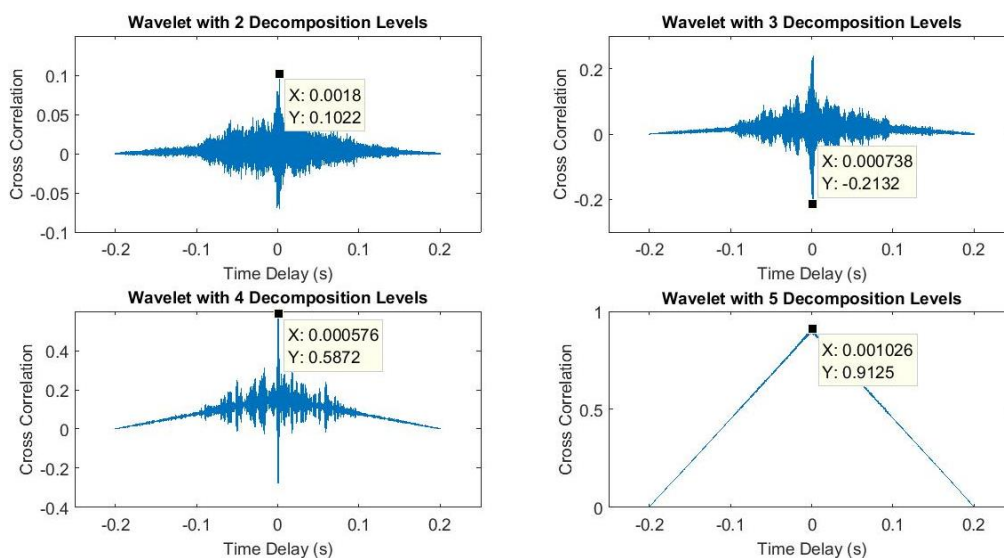 Wavelet with 2 Decomposition Levels
Cross Correlation
0.1
0.05
0
-0.05
-0.1
X: 0.0018
Y: 0.1022
-0.2 -0.1 0 0.1 0.2
Time Delay (s)
Wavelet with 3 Decomposition Levels
Cross Correlation
0.2
0
-0.2
X: 0.000738
Y: -0.2132
-0.2 -0.1 0 0.1 0.2
Time Delay (s)
Wavelet with 4 Decomposition Levels
Cross Correlation
0.4
0.2
0
-0.2
-0.4
X: 0.000576
Y: 0.5872
-0.2 -0.1 0 0.1 0.2
Time Delay (s)
Wavelet with 5 Decomposition Levels
Cross Correlation
1
0.5
0
X: 0.001026
Y: 0.9125
-0.2 -0.1 0 0.1 0.2
Time Delay (s)